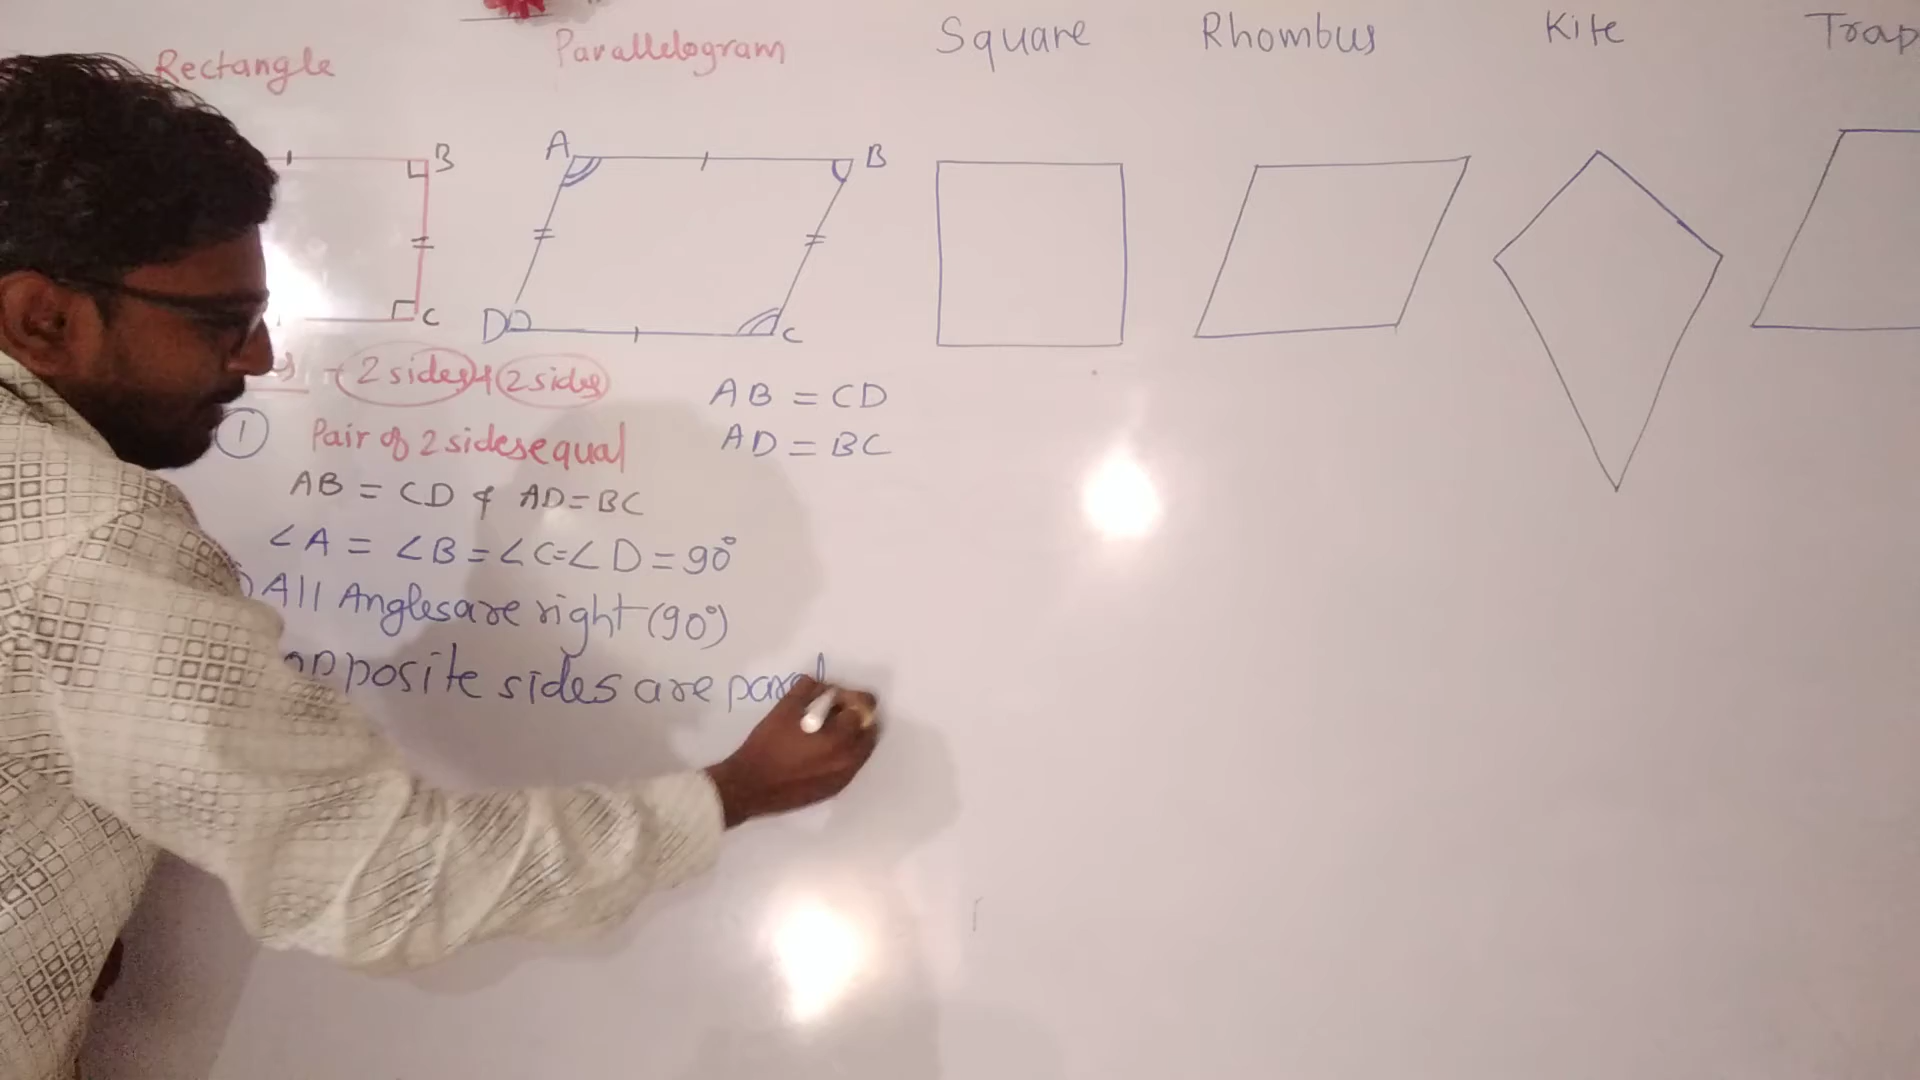 Rectangle
Parallelogram
Square
Rhombus
Kite
Trap
B
C
A
B
D
C
2 sides & 2 sides
AB = CD
AD = BC
① Pair of 2 sides equal
AB = CD & AD = BC
∠A = ∠B = ∠C = ∠D = 90°
All Angles are right (90°)
opposite sides are paral